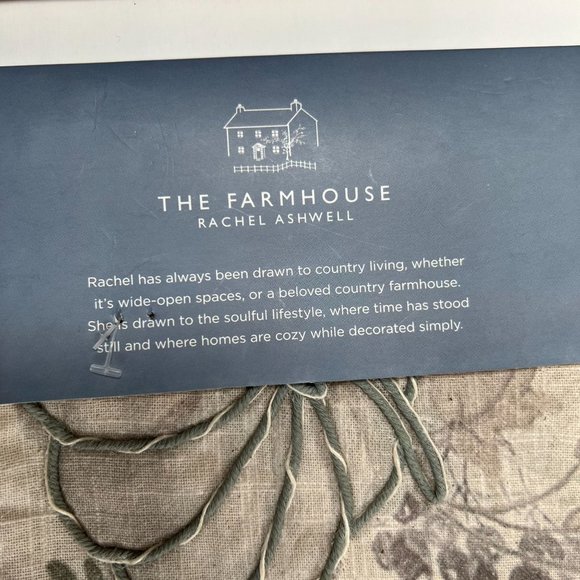 THE FARMHOUSE
RACHEL ASHWELL
Rachel has always been drawn to country living, whether
it's wide-open spaces, or a beloved country farmhouse.
She is drawn to the soulful lifestyle, where time has stood
still and where homes are cozy while decorated simply.